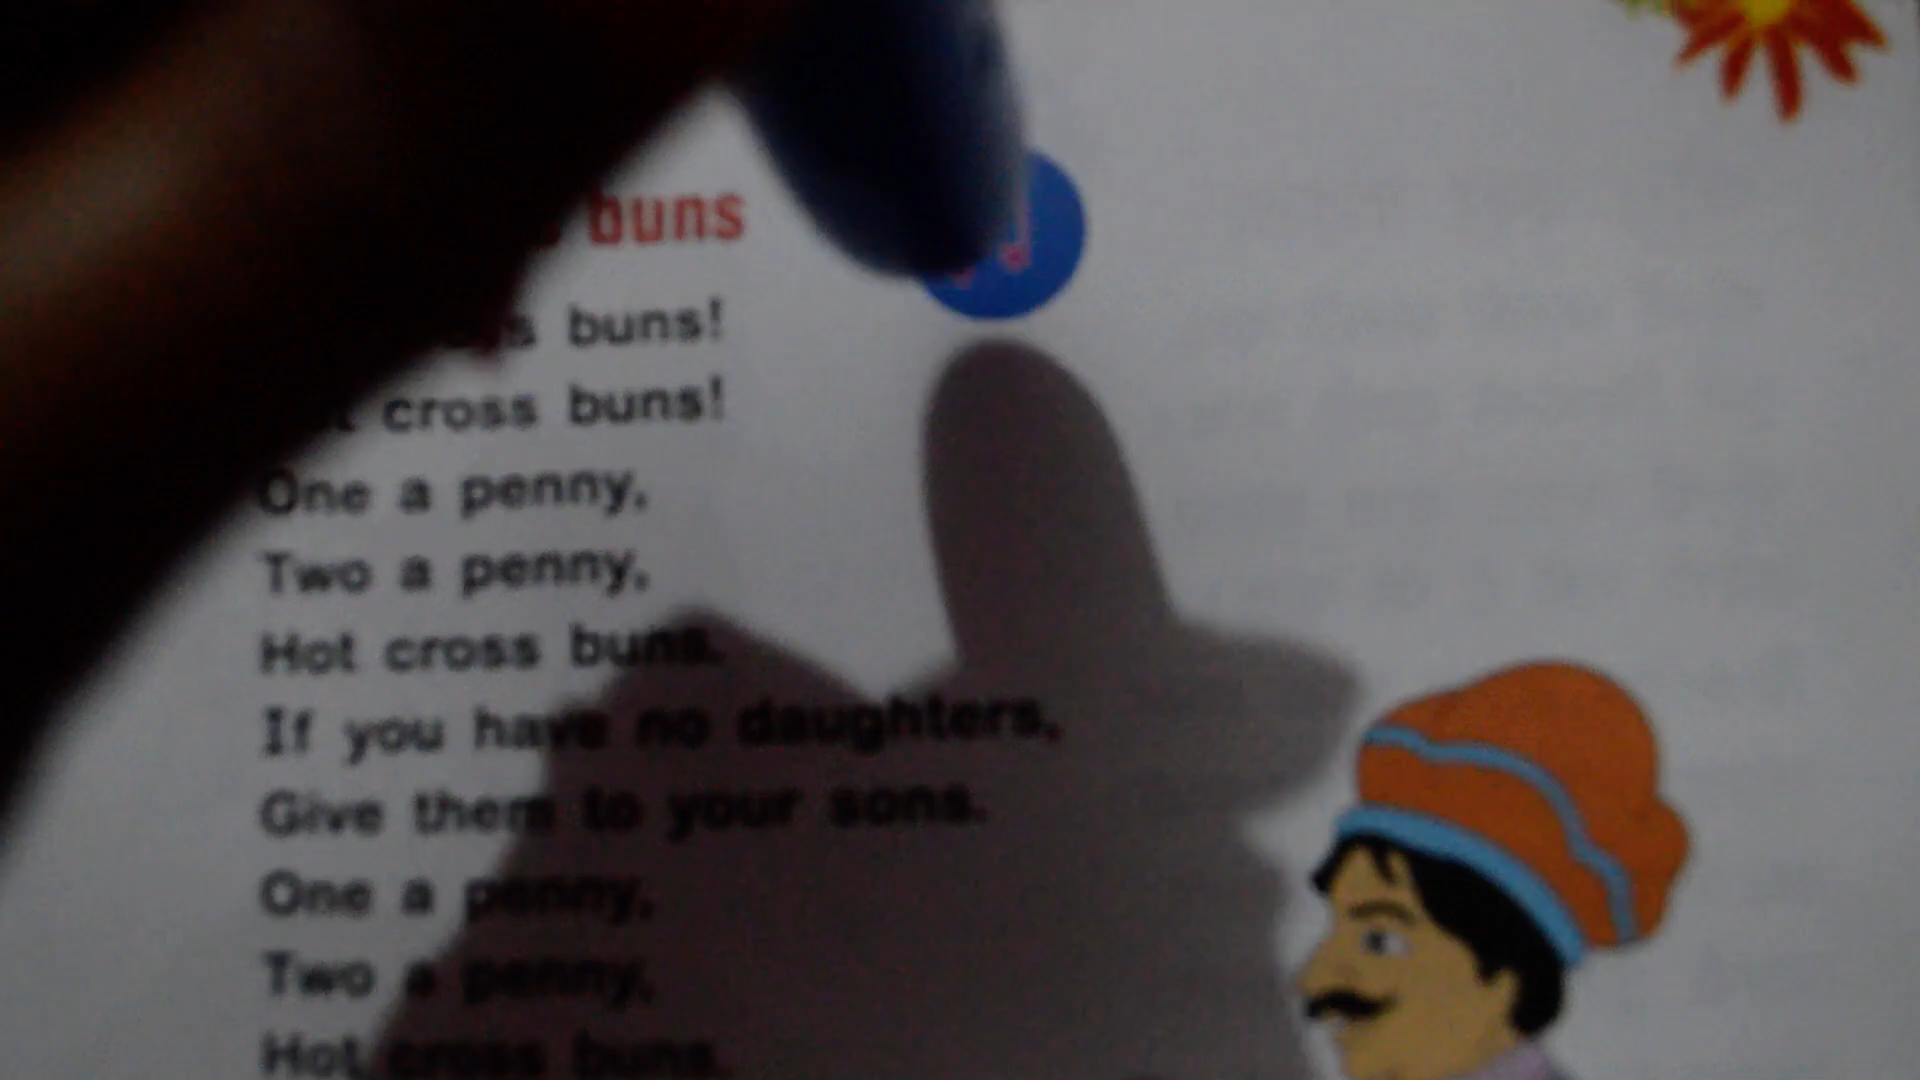 buns
buns!
cross buns!
One a penny,
Two a penny,
Hot cross buns.
If you have no daughters,
Give them to your sons.
One a penny,
Two a penny,
Hot cross buns.